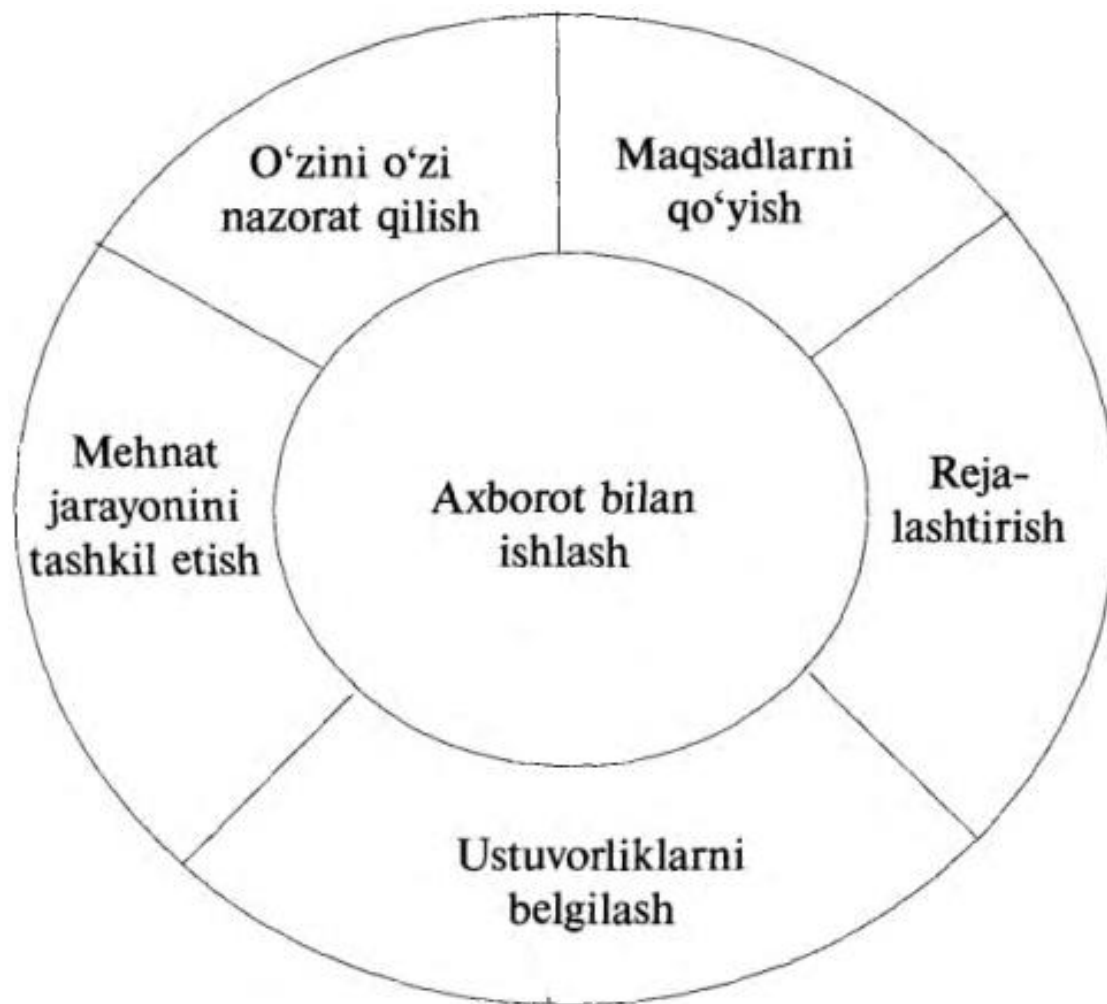 O‘zini o‘zi
nazorat qilish
Maqsadlarni
qo‘yish
Mehnat
jarayonini
tashkil etish
Axborot bilan
ishlash
Reja-
lashtirish
Ustuvorliklarni
belgilash